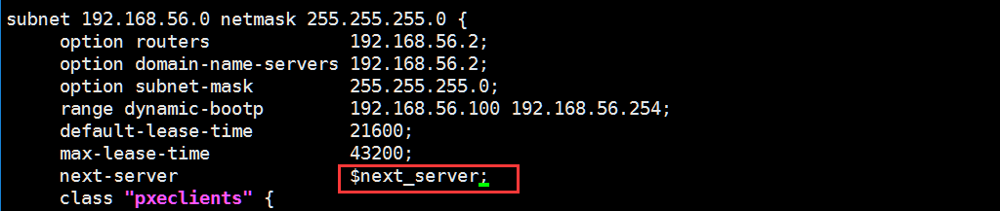 subnet 192.168.56.0 netmask 255.255.255.0 {
option routers 192.168.56.2;
option domain-name-servers 192.168.56.2;
option subnet-mask 255.255.255.0;
range dynamic-bootp 192.168.56.100 192.168.56.254;
default-lease-time 21600;
max-lease-time 43200;
next-server $next_server;
class "pxeclients" {